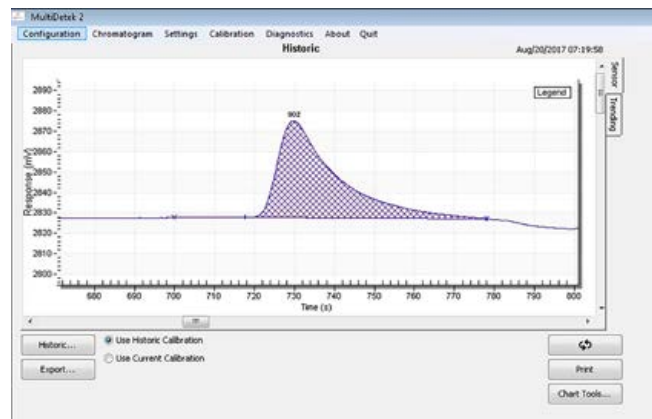 MultiDetek 2
Configuration Chromatogram Settings Calibration Diagnostics About Quit
Historic
Aug/20/2017 07:19:58
Sensor
Trending
Legend
902
Response (mV)
2890
2880
2870
2860
2850
2840
2830
2820
2810
2800
680 690 700 710 720 730 740 750 760 770 780 790 800
Time (s)
Historic...
Use Historic Calibration
Use Current Calibration
Export...
Print
Chart Tools...